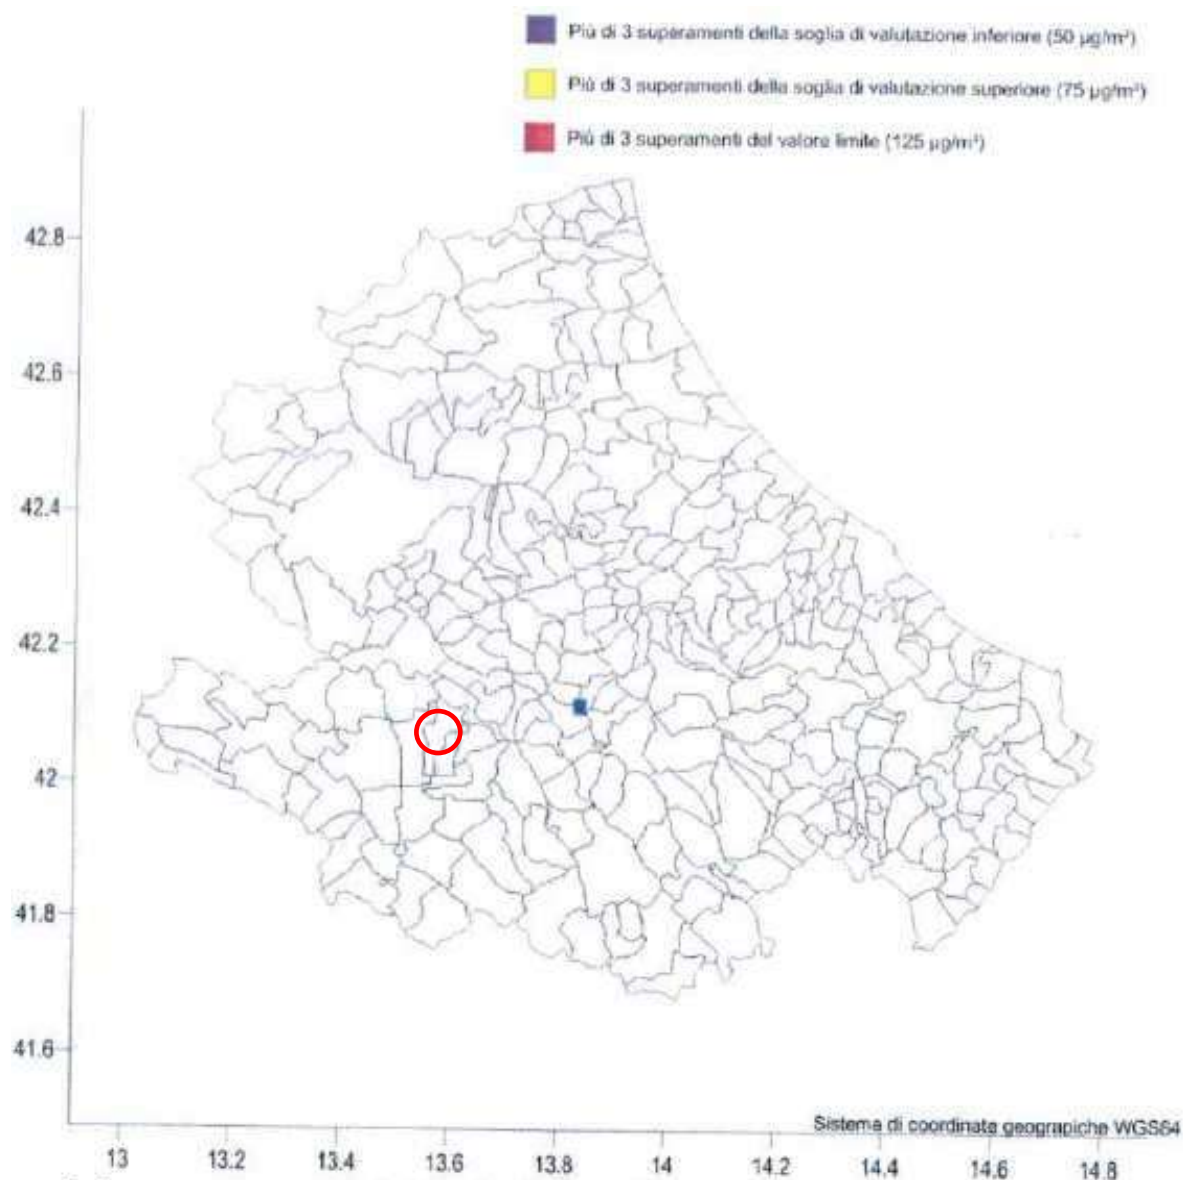 Più di 3 superamenti della soglia di valutazione inferiore (50 µg/m³)
Più di 3 superamenti della soglia di valutazione superiore (75 µg/m³)
Più di 3 superamenti del valore limite (125 µg/m³)
42.8
42.6
42.4
42.2
42
41.8
41.6
Sistema di coordinate geograpiche WGS84
13 13.2 13.4 13.6 13.8 14 14.2 14.4 14.6 14.8